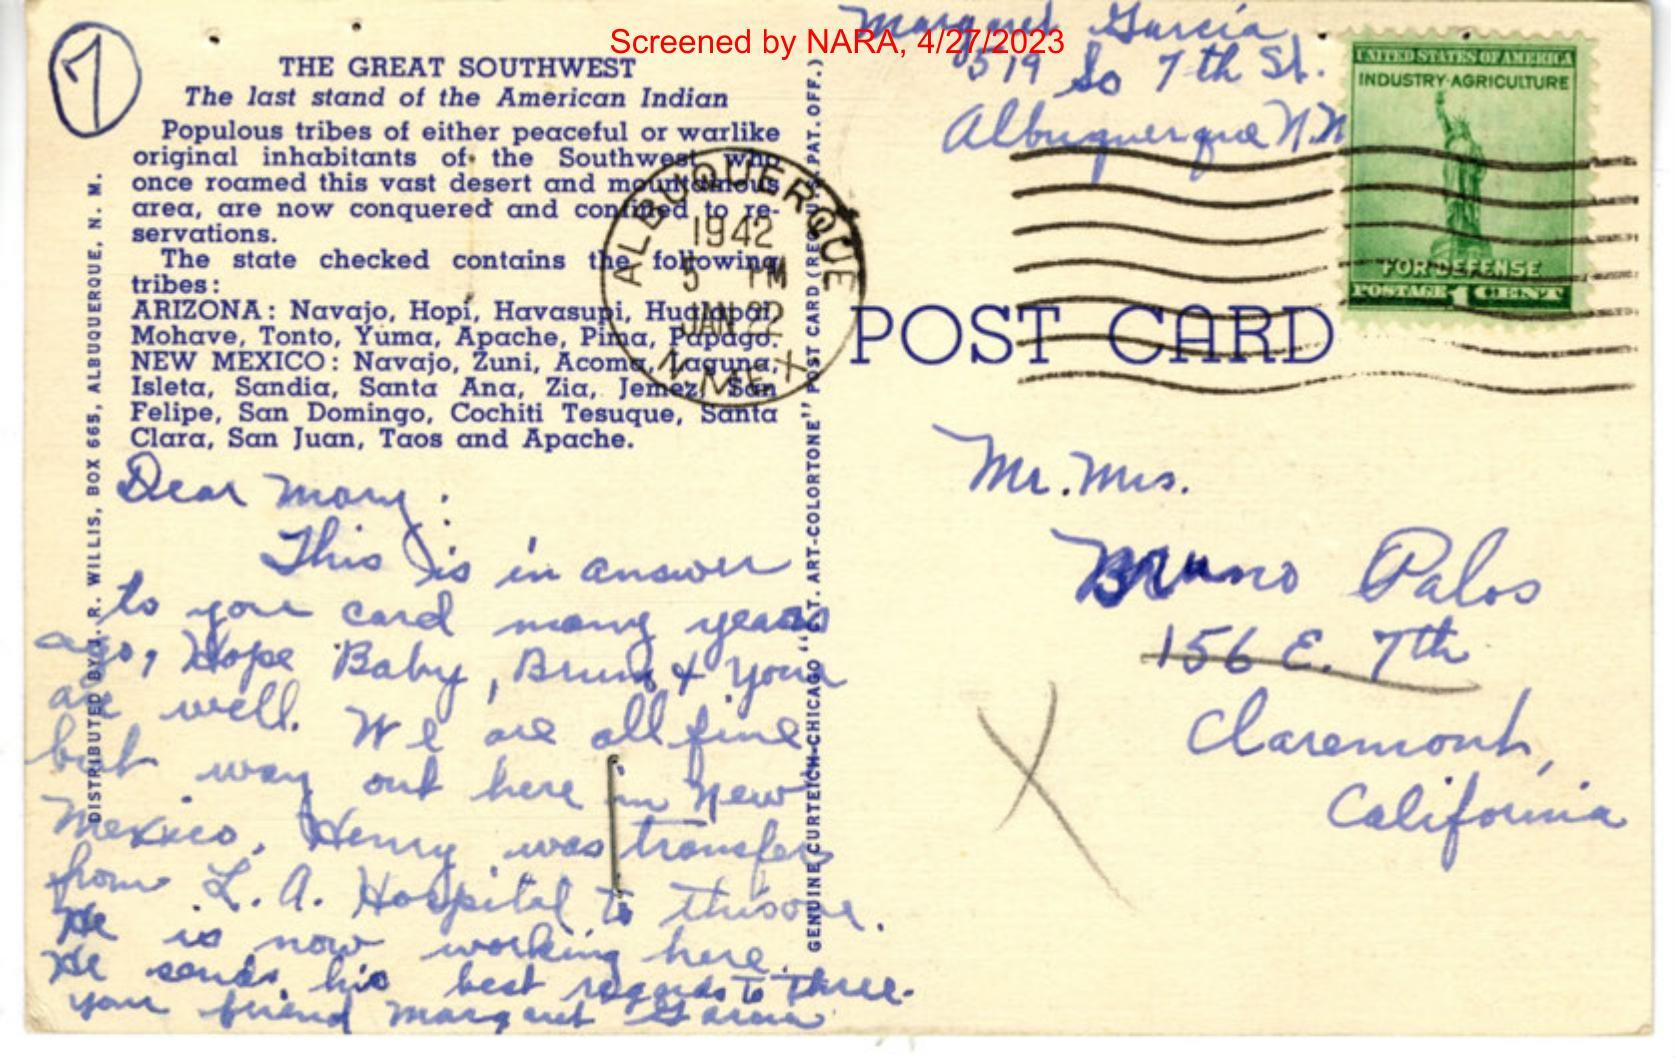 7
Screened by NARA, 4/27/2023
THE GREAT SOUTHWEST
The last stand of the American Indian
Populous tribes of either peaceful or warlike
original inhabitants of the Southwest who
once roamed this vast desert and mountainous
area, are now conquered and confined to re-
servations.
The state checked contains the following
tribes:
ARIZONA: Navajo, Hopi, Havasupi, Hualapai,
Mohave, Tonto, Yuma, Apache, Pima, Papago.
NEW MEXICO: Navajo, Zuni, Acoma, Laguna,
Isleta, Sandia, Santa Ana, Zia, Jemez, San
Felipe, San Domingo, Cochiti Tesuque, Santa
Clara, San Juan, Taos and Apache.
DISTRIBUTED BY J. R. WILLIS, BOX 665, ALBUQUERQUE, N. M.
Dear Mary:
This is in answer
to your card many years
ago, Hope Baby, Bruno & your
are well. We are all fine
but way out here in New
Mexico. Henry was transfers
from L.A. Hospital to this one.
He is now working here.
He sends his best regards to three.
your friend Margaret Garcia
GENUINE CURTEICH-CHICAGO "C.T. ART-COLORTONE" POST CARD (REG. U.S. PAT. OFF.)
ALBUQUERQUE
1942
5 PM
JAN 22
N. MEX
Margaret Garcia
519 So 7th St.
Albuquerque N.M
UNITED STATES OF AMERICA
INDUSTRY·AGRICULTURE
FOR DEFENSE
POSTAGE 1 CENT
POST CARD
Mr. Mrs.
Bruno Palos
156 E. 7th
Claremont,
California
X